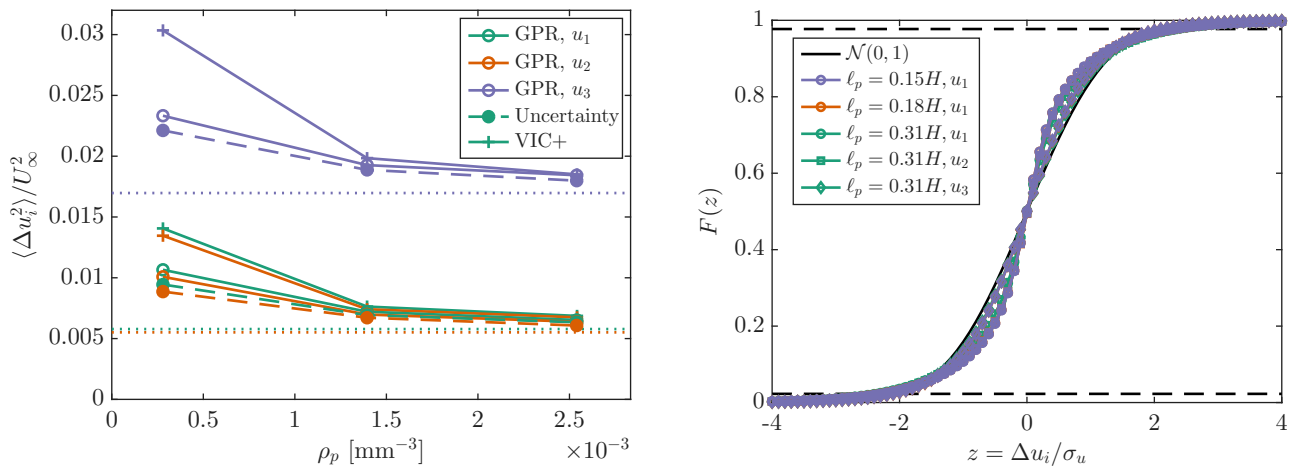 0.03
0.025
0.02
0.015
0.01
0.005
0
⟨Δu_i^2⟩/U_∞^2
GPR, u_1
GPR, u_2
GPR, u_3
Uncertainty
VIC+
0 0.5 1 1.5 2 2.5
×10^{−3}
ρ_p [mm^{−3}]
1
0.8
0.6
0.4
0.2
0
F(z)
𝒩(0, 1)
ℓ_p = 0.15H, u_1
ℓ_p = 0.18H, u_1
ℓ_p = 0.31H, u_1
ℓ_p = 0.31H, u_2
ℓ_p = 0.31H, u_3
-4 -2 0 2 4
z = Δu_i/σ_u